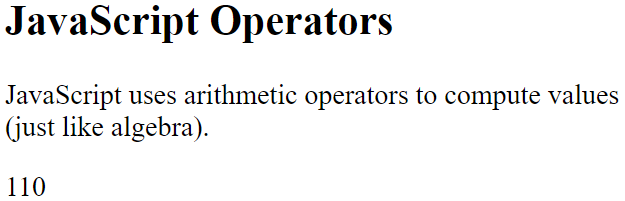 JavaScript Operators
JavaScript uses arithmetic operators to compute values
(just like algebra).
110